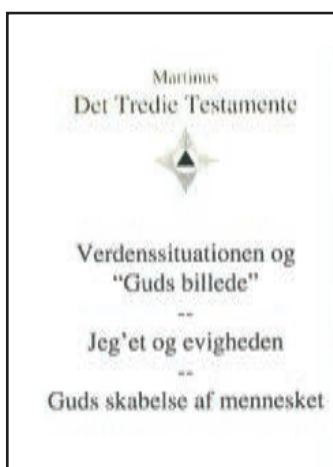 Martinus
Det Tredie Testamente
Verdenssituationen og
“Guds billede”
--
Jeg’et og evigheden
--
Guds skabelse af mennesket